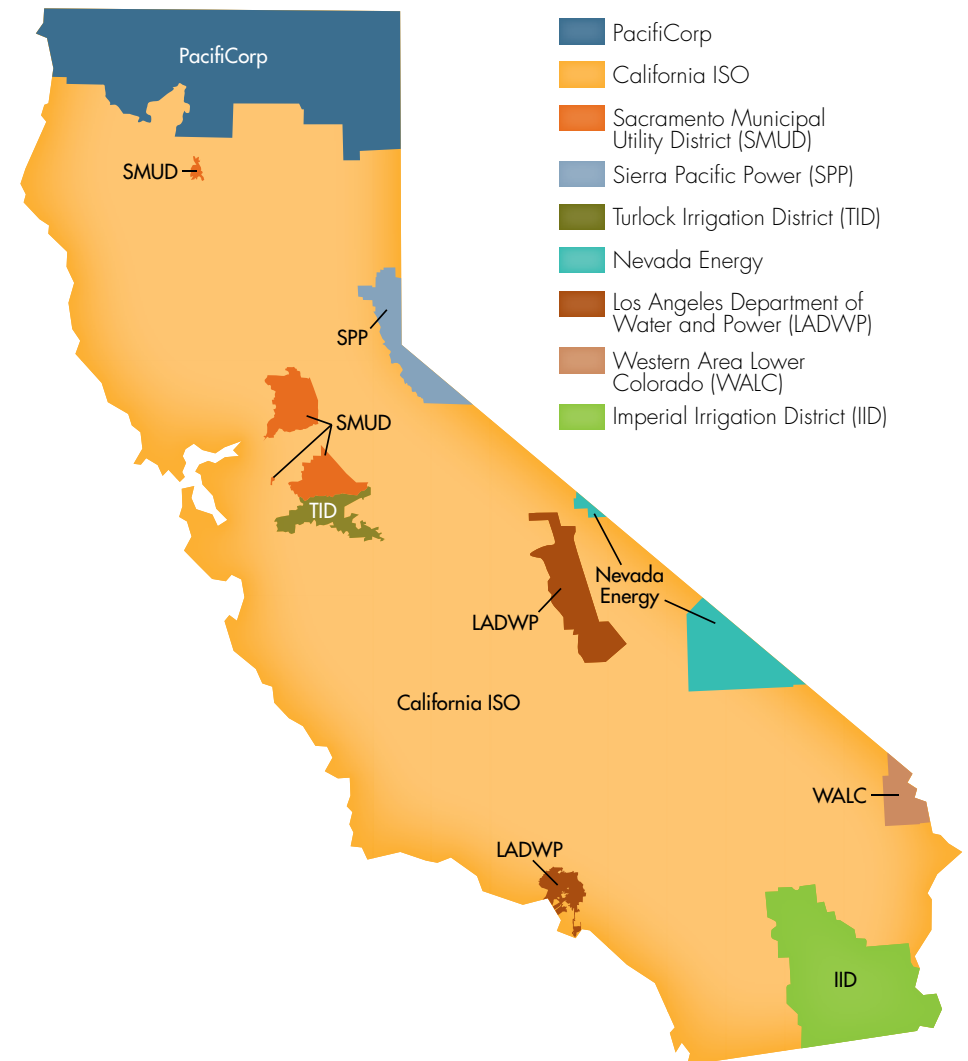 PacifiCorp
SMUD
SPP
SMUD
TID
Nevada
Energy
LADWP
California ISO
WALC
LADWP
IID
PacifiCorp
California ISO
Sacramento Municipal
Utility District (SMUD)
Sierra Pacific Power (SPP)
Turlock Irrigation District (TID)
Nevada Energy
Los Angeles Department of
Water and Power (LADWP)
Western Area Lower
Colorado (WALC)
Imperial Irrigation District (IID)